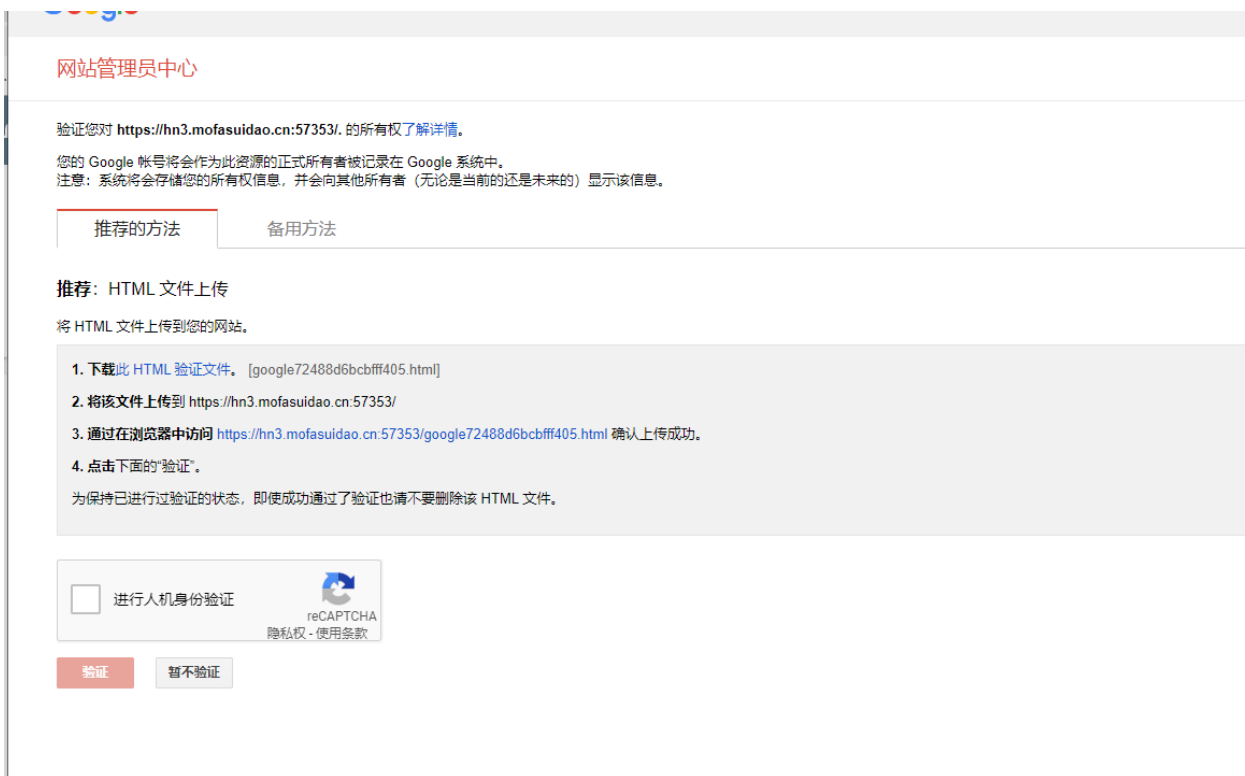 网站管理员中心
验证您对 https://hn3.mofasuidao.cn:57353/. 的所有权了解详情。
您的 Google 帐号将会作为此资源的正式所有者被记录在 Google 系统中。
注意：系统将会存储您的所有权信息，并会向其他所有者（无论是当前的还是未来的）显示该信息。
推荐的方法 备用方法
推荐：HTML 文件上传
将 HTML 文件上传到您的网站。
1. 下载此 HTML 验证文件。 [google72488d6bcbfff405.html]
2. 将该文件上传到 https://hn3.mofasuidao.cn:57353/
3. 通过在浏览器中访问 https://hn3.mofasuidao.cn:57353/google72488d6bcbfff405.html 确认上传成功。
4. 点击下面的“验证”。
为保持已进行过验证的状态，即使成功通过了验证也请不要删除该 HTML 文件。
进行人机身份验证
reCAPTCHA
隐私权 - 使用条款
验证 暂不验证